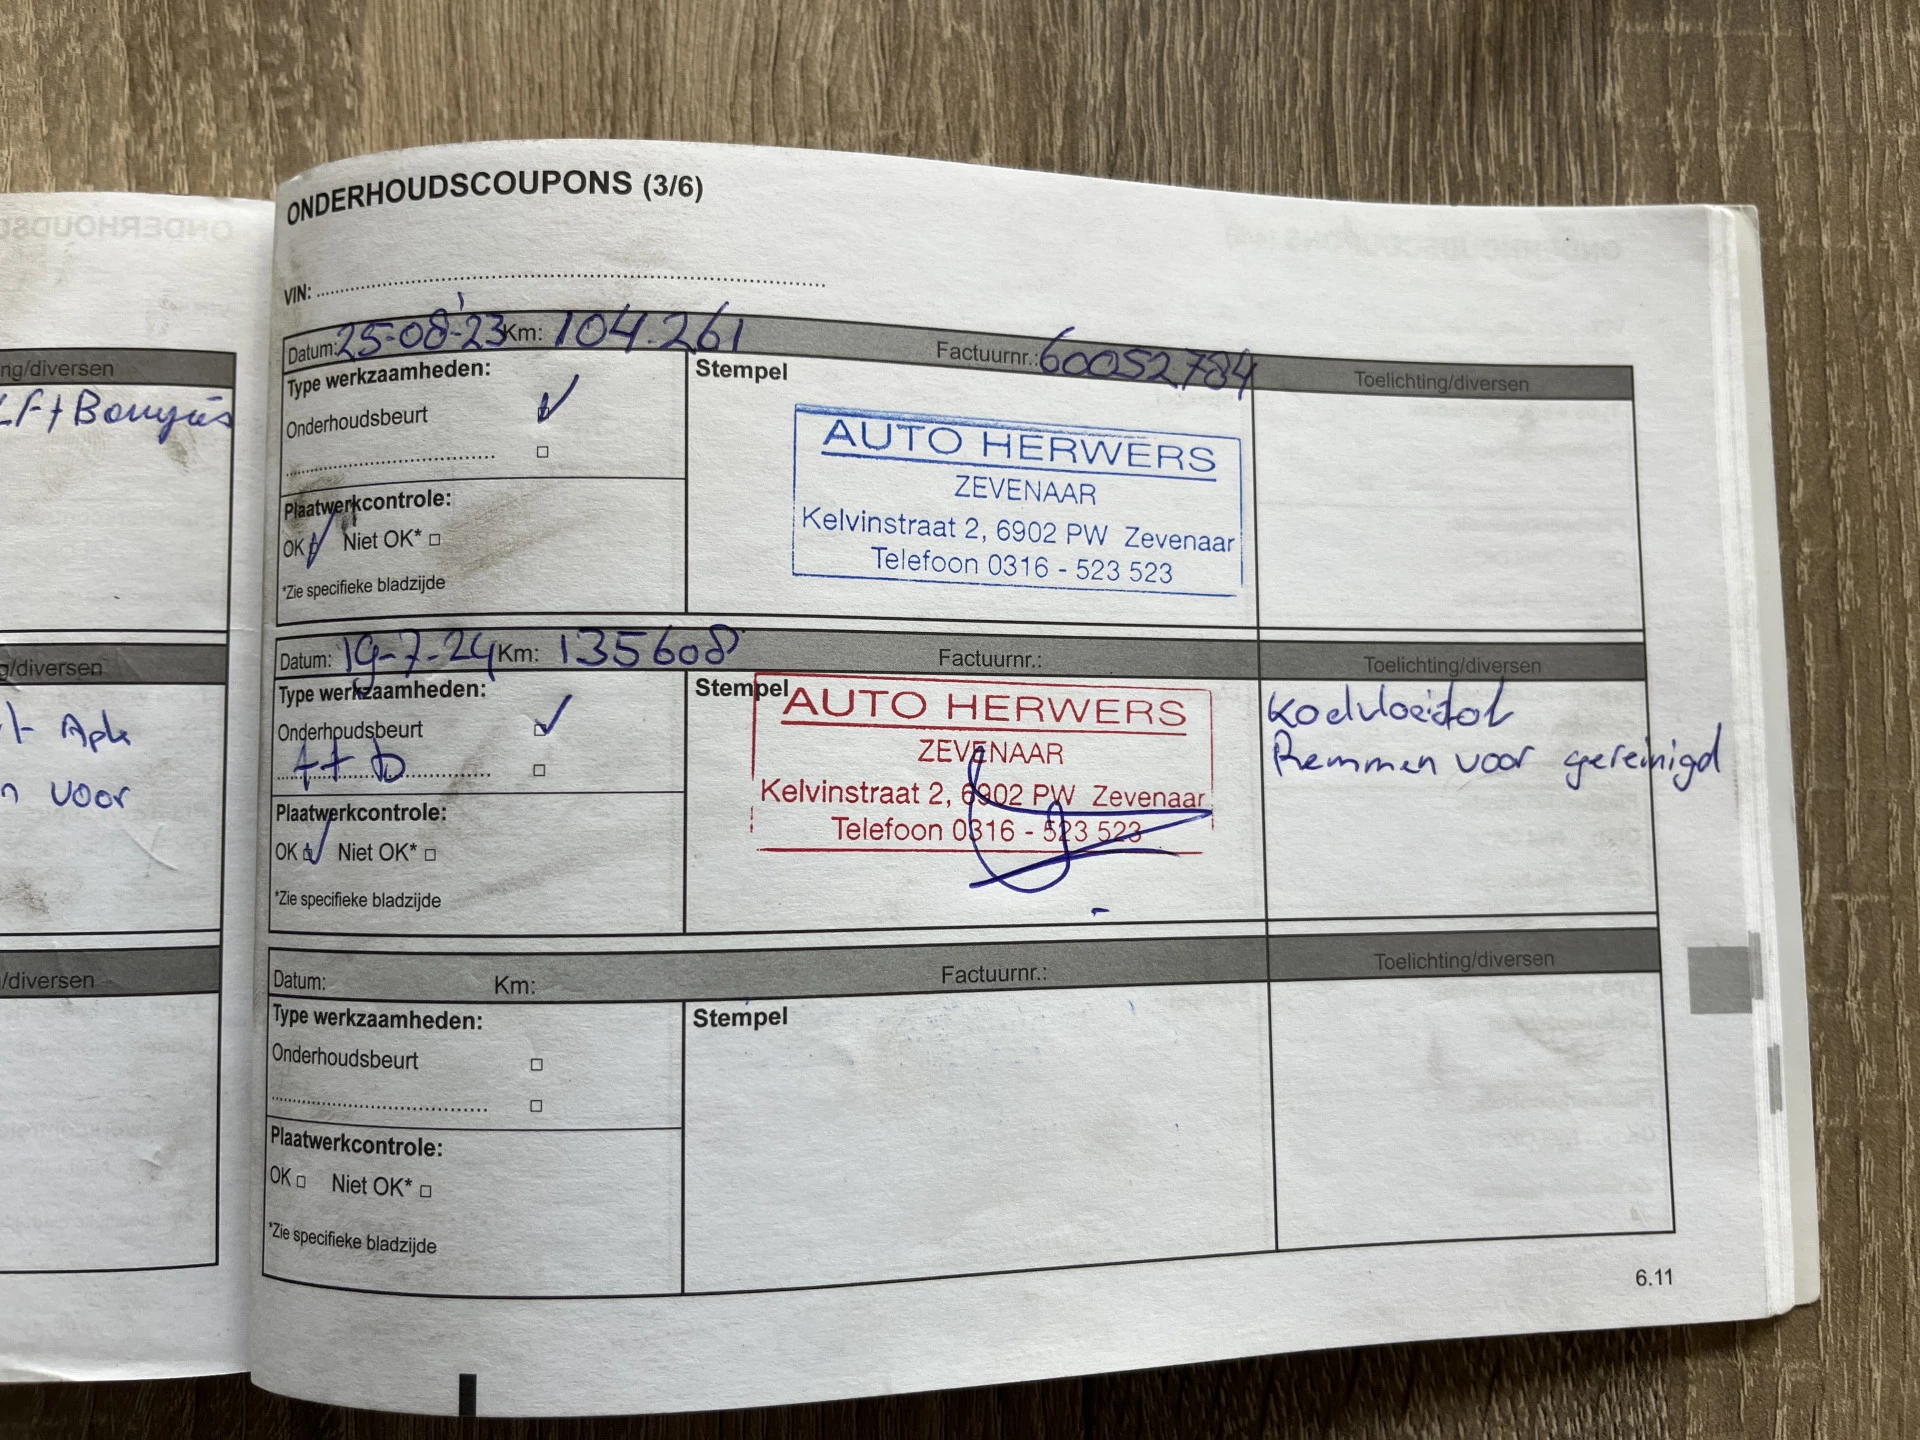 ONDERHOUDSCOUPONS (3/6)
VIN:
Datum: 25-08-'23 Km: 104.261 Factuurnr.: 60052784 Toelichting/diversen
Type werkzaamheden:
Stempel
Onderhoudsbeurt
Plaatwerkcontrole:
OK Niet OK*
*Zie specifieke bladzijde
AUTO HERWERS
ZEVENAAR
Kelvinstraat 2, 6902 PW Zevenaar
Telefoon 0316 - 523 523
Datum: 19-7-24 Km: 135608 Factuurnr.: Toelichting/diversen
Type werkzaamheden:
Stempel
Onderhoudsbeurt
A+b
Plaatwerkcontrole:
OK Niet OK*
*Zie specifieke bladzijde
AUTO HERWERS
ZEVENAAR
Kelvinstraat 2, 6902 PW Zevenaar
Telefoon 0316 - 523 523
Remmen voor gereinigd
Datum: Km: Factuurnr.: Toelichting/diversen
Type werkzaamheden:
Stempel
Onderhoudsbeurt
Plaatwerkcontrole:
OK Niet OK*
*Zie specifieke bladzijde
6.11
ng/diversen
g/diversen
Apk
voor
/diversen